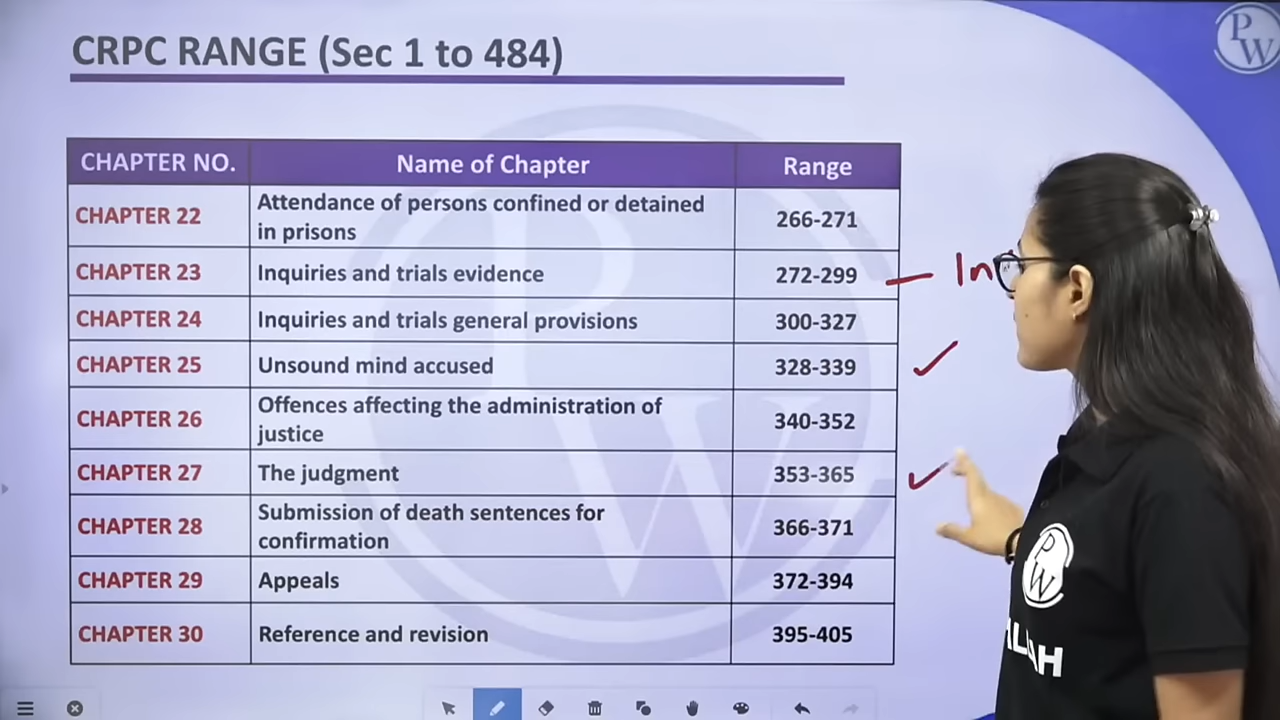 CRPC RANGE (Sec 1 to 484)
PW
CHAPTER NO. Name of Chapter Range
CHAPTER 22 Attendance of persons confined or detained in prisons 266-271
CHAPTER 23 Inquiries and trials evidence 272-299 — In
CHAPTER 24 Inquiries and trials general provisions 300-327
CHAPTER 25 Unsound mind accused 328-339 ✓
CHAPTER 26 Offences affecting the administration of justice 340-352
CHAPTER 27 The judgment 353-365 ✓
CHAPTER 28 Submission of death sentences for confirmation 366-371
CHAPTER 29 Appeals 372-394
CHAPTER 30 Reference and revision 395-405
PW
PW